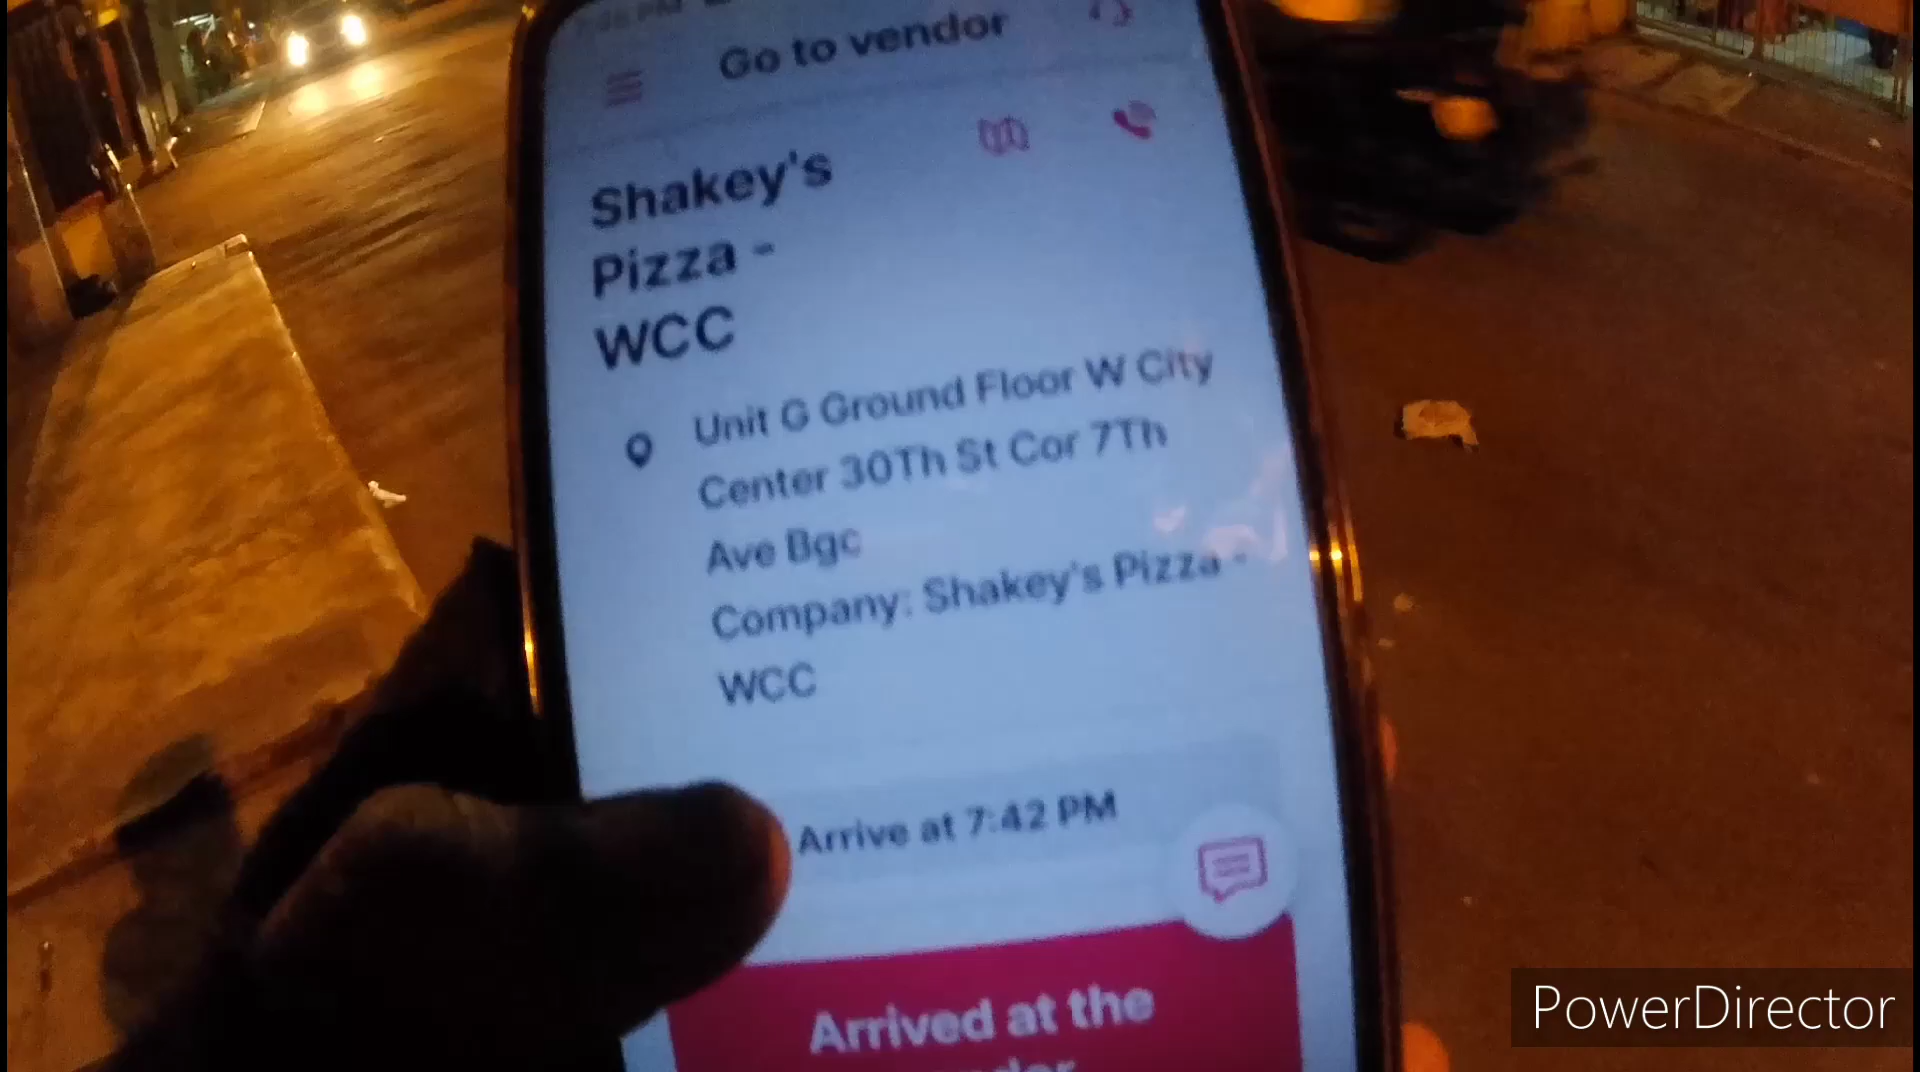 Go to vendor
Shakey's
Pizza -
WCC
Unit G Ground Floor W City
Center 30Th St Cor 7Th
Ave Bgc
Company: Shakey's Pizza -
WCC
Arrive at 7:42 PM
Arrived at the
PowerDirector